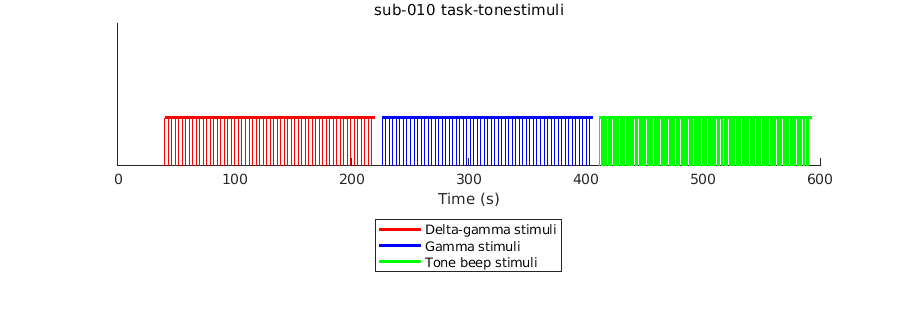 sub-010 task-tonestimuli
0 100 200 300 400 500 600
Time (s)
Delta-gamma stimuli
Gamma stimuli
Tone beep stimuli